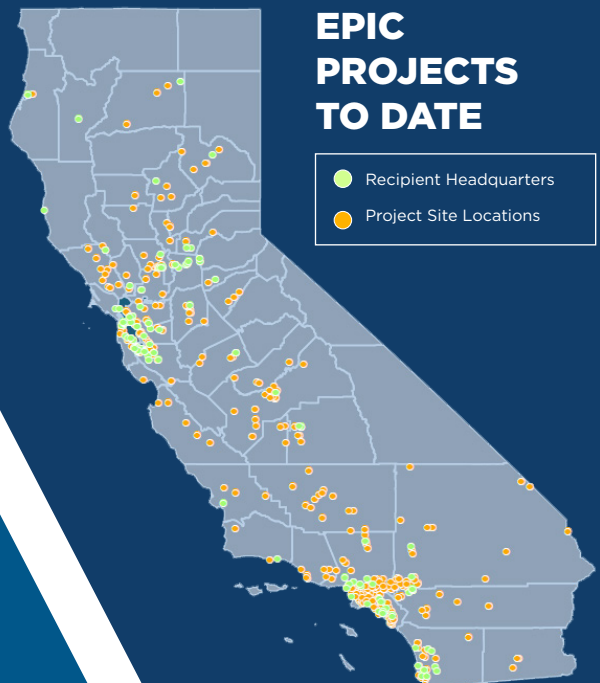 EPIC
PROJECTS
TO DATE
Recipient Headquarters
Project Site Locations